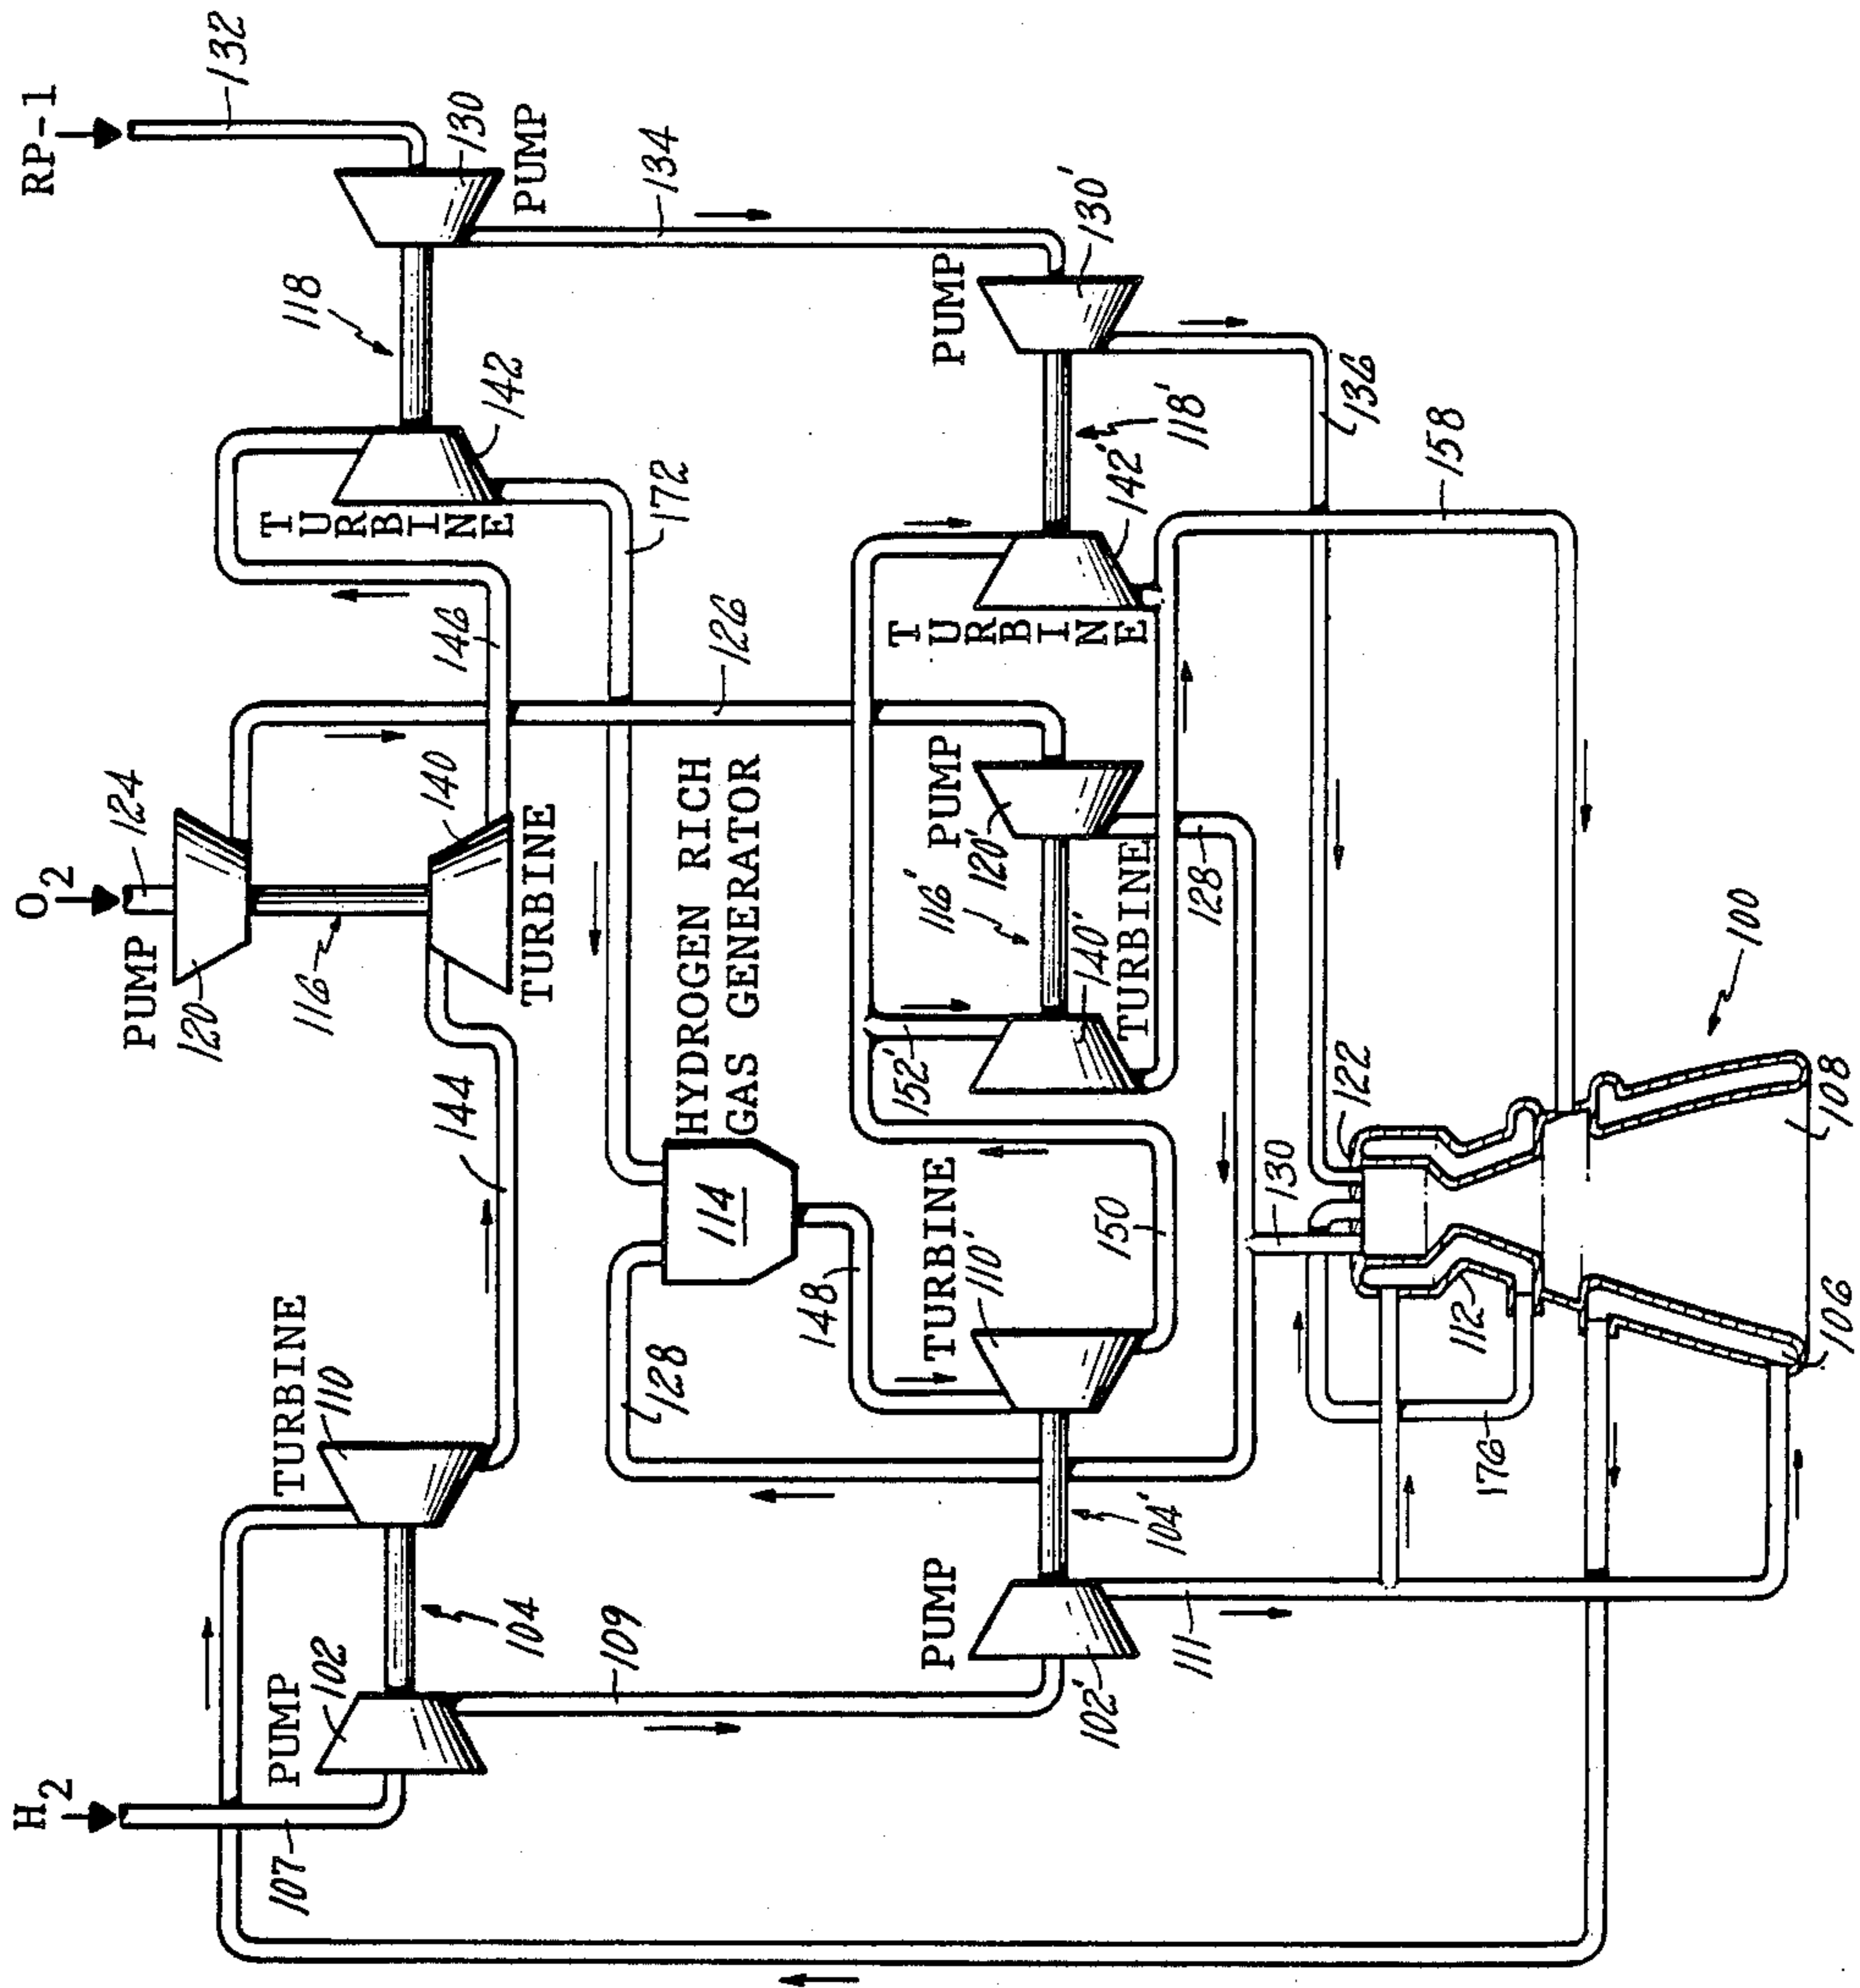 H2
O2
RP-1
107
PUMP
102
104
TURBINE
110
144
PUMP
120
124
116
TURBINE
140
146
TURBINE
142
118
130
PUMP
132
109
128
114
HYDROGEN RICH
GAS GENERATOR
126
172
134
148
PUMP
102'
104'
TURBINE
110'
150
152'
TURBINE
140'
116'
PUMP
120'
128
TURBINE
142'
118'
PUMP
130'
136
158
111
176
112
130
122
100
106
108